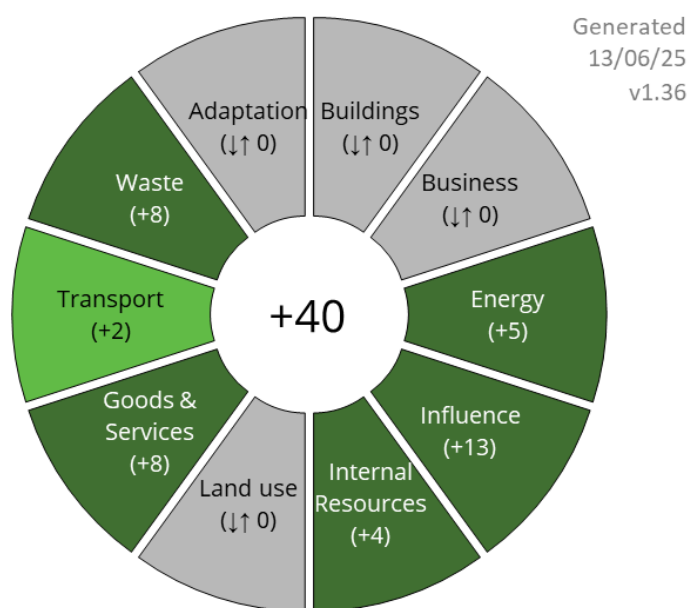 Generated
13/06/25
v1.36
Adaptation
(↓↑ 0)
Buildings
(↓↑ 0)
Business
(↓↑ 0)
Energy
(+5)
Influence
(+13)
Internal
Resources
(+4)
Land use
(↓↑ 0)
Goods &
Services
(+8)
Transport
(+2)
Waste
(+8)
+40